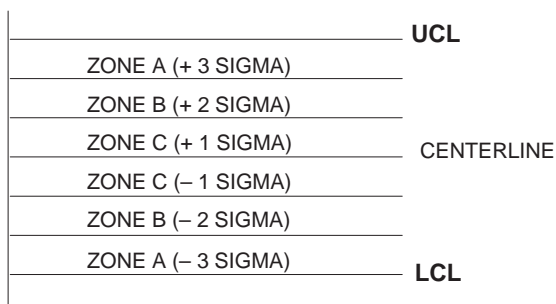 UCL
ZONE A (+ 3 SIGMA)
ZONE B (+ 2 SIGMA)
ZONE C (+ 1 SIGMA)
CENTERLINE
ZONE C (– 1 SIGMA)
ZONE B (– 2 SIGMA)
ZONE A (– 3 SIGMA)
LCL